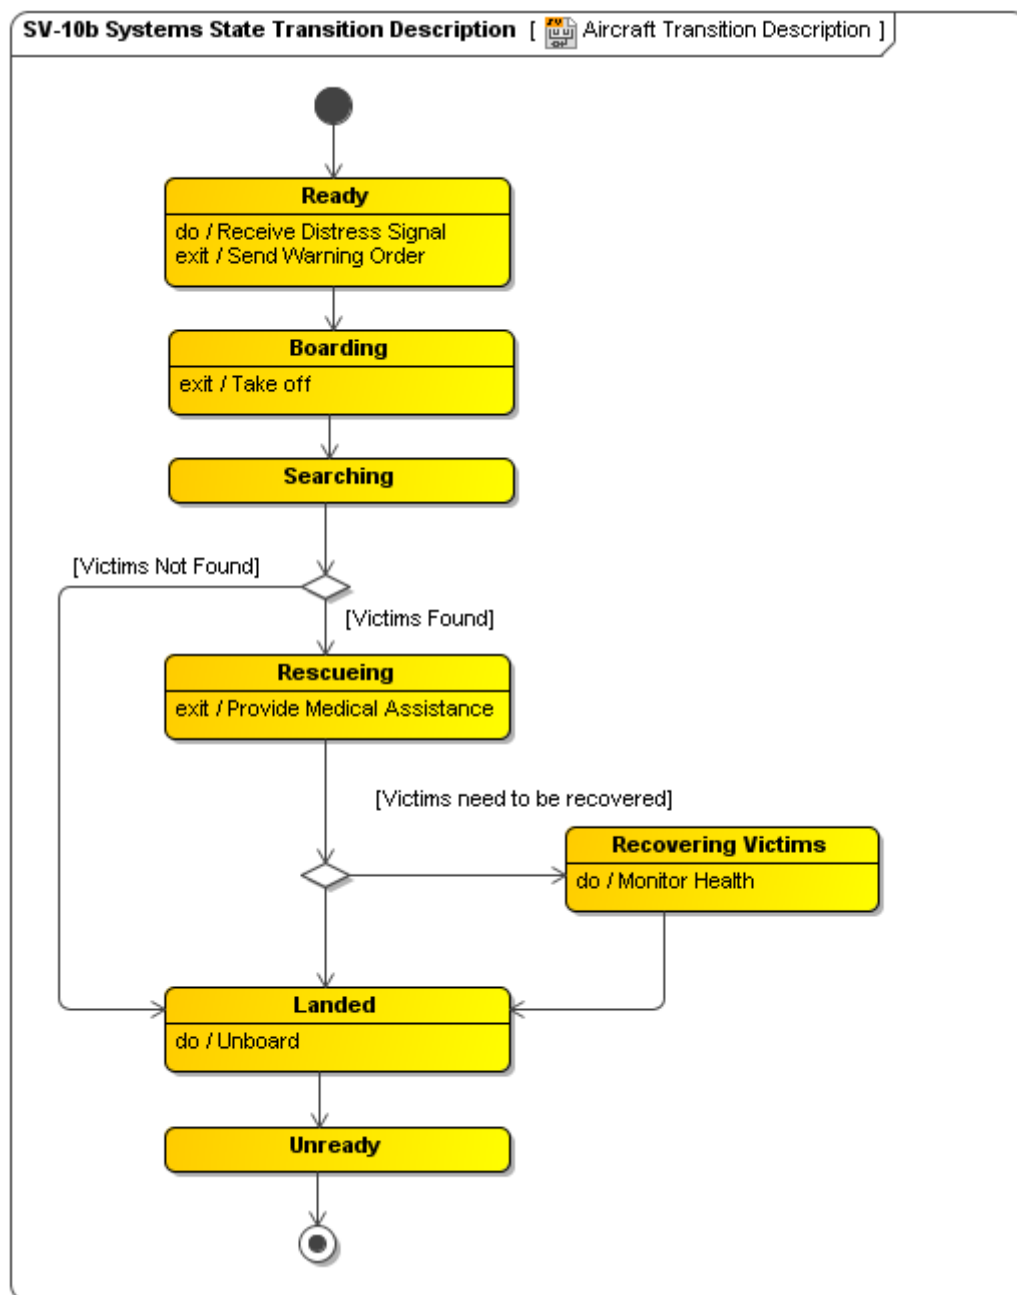 SV-10b Systems State Transition Description [ Aircraft Transition Description ]
Ready
do / Receive Distress Signal
exit / Send Warning Order
Boarding
exit / Take off
Searching
[Victims Not Found]
[Victims Found]
Rescueing
exit / Provide Medical Assistance
[Victims need to be recovered]
Recovering Victims
do / Monitor Health
Landed
do / Unboard
Unready